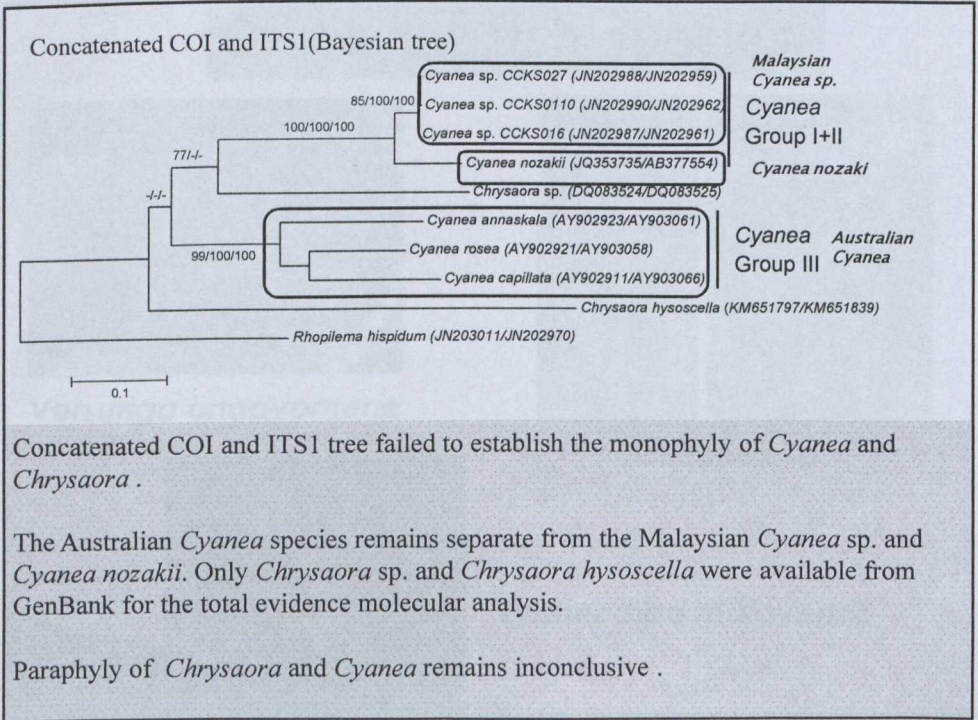 Concatenated COI and ITS1(Bayesian tree)
Cyanea sp. CCKS027 (JN202988/JN202959)
Malaysian
Cyanea sp.
85/100/100
Cyanea sp. CCKS0110 (JN202990/JN202962)
Cyanea
Group I+II
100/100/100
Cyanea sp. CCKS016 (JN202987/JN202961)
77/-/-
Cyanea nozakii (JQ353735/AB377554)
Cyanea nozaki
-/-/-
Chrysaora sp. (DQ083524/DQ083525)
Cyanea annaskala (AY902923/AY903061)
99/100/100
Cyanea rosea (AY902921/AY903058)
Cyanea
Group III
Australian
Cyanea
Cyanea capillata (AY902911/AY903066)
Chrysaora hysoscella (KM651797/KM651839)
Rhopilema hispidum (JN203011/JN202970)
0.1
Concatenated COI and ITS1 tree failed to establish the monophyly of Cyanea and
Chrysaora .
The Australian Cyanea species remains separate from the Malaysian Cyanea sp. and
Cyanea nozakii. Only Chrysaora sp. and Chrysaora hysoscella were available from
GenBank for the total evidence molecular analysis.
Paraphyly of Chrysaora and Cyanea remains inconclusive .